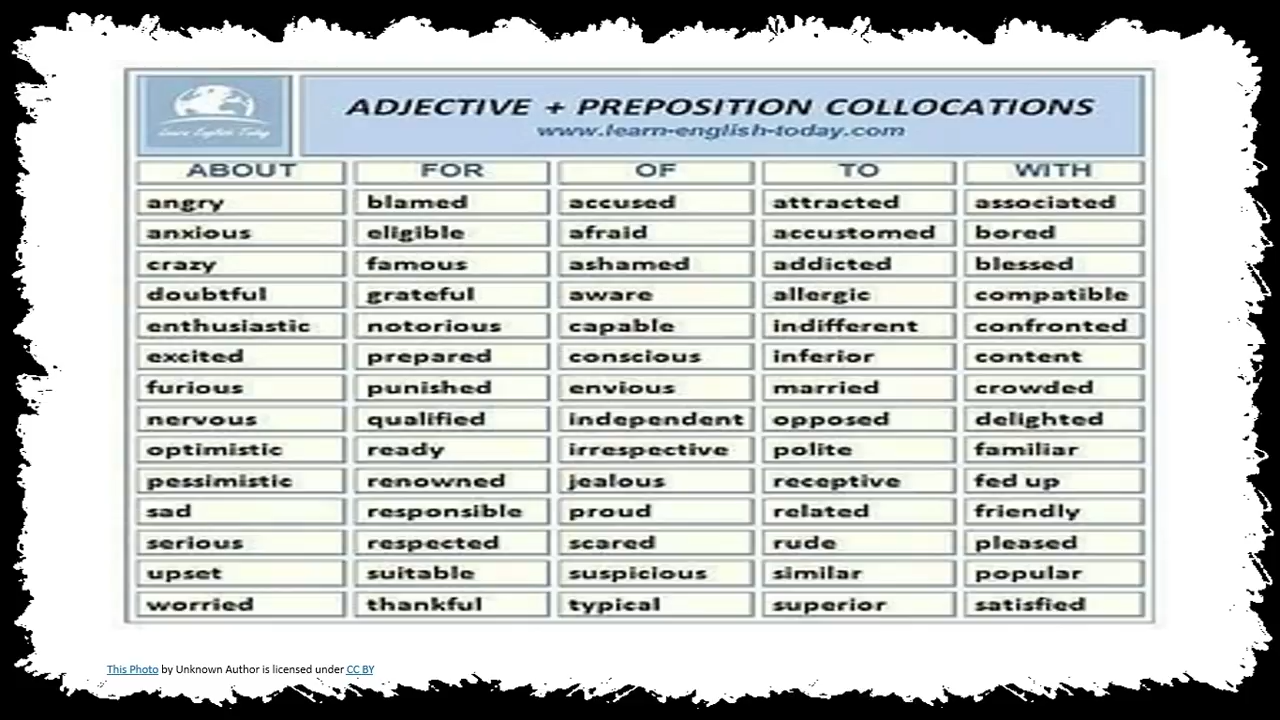 Learn English Today
ADJECTIVE + PREPOSITION COLLOCATIONS
www.learn-english-today.com
ABOUT FOR OF TO WITH
angry blamed accused attracted associated
anxious eligible afraid accustomed bored
crazy famous ashamed addicted blessed
doubtful grateful aware allergic compatible
enthusiastic notorious capable indifferent confronted
excited prepared conscious inferior content
furious punished envious married crowded
nervous qualified independent opposed delighted
optimistic ready irrespective polite familiar
pessimistic renowned jealous receptive fed up
sad responsible proud related friendly
serious respected scared rude pleased
upset suitable suspicious similar popular
worried thankful typical superior satisfied
This Photo by Unknown Author is licensed under CC BY